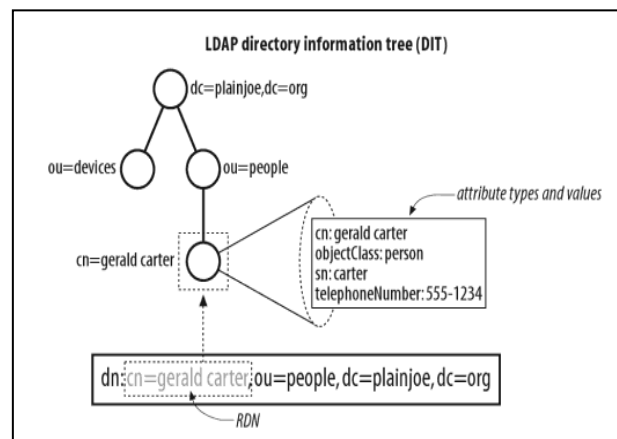 LDAP directory information tree (DIT)
dc=plainjoe,dc=org
ou=devices
ou=people
attribute types and values
cn=gerald carter
cn: gerald carter
objectClass: person
sn: carter
telephoneNumber: 555-1234
dn: cn=gerald carter, ou=people, dc=plainjoe, dc=org
RDN